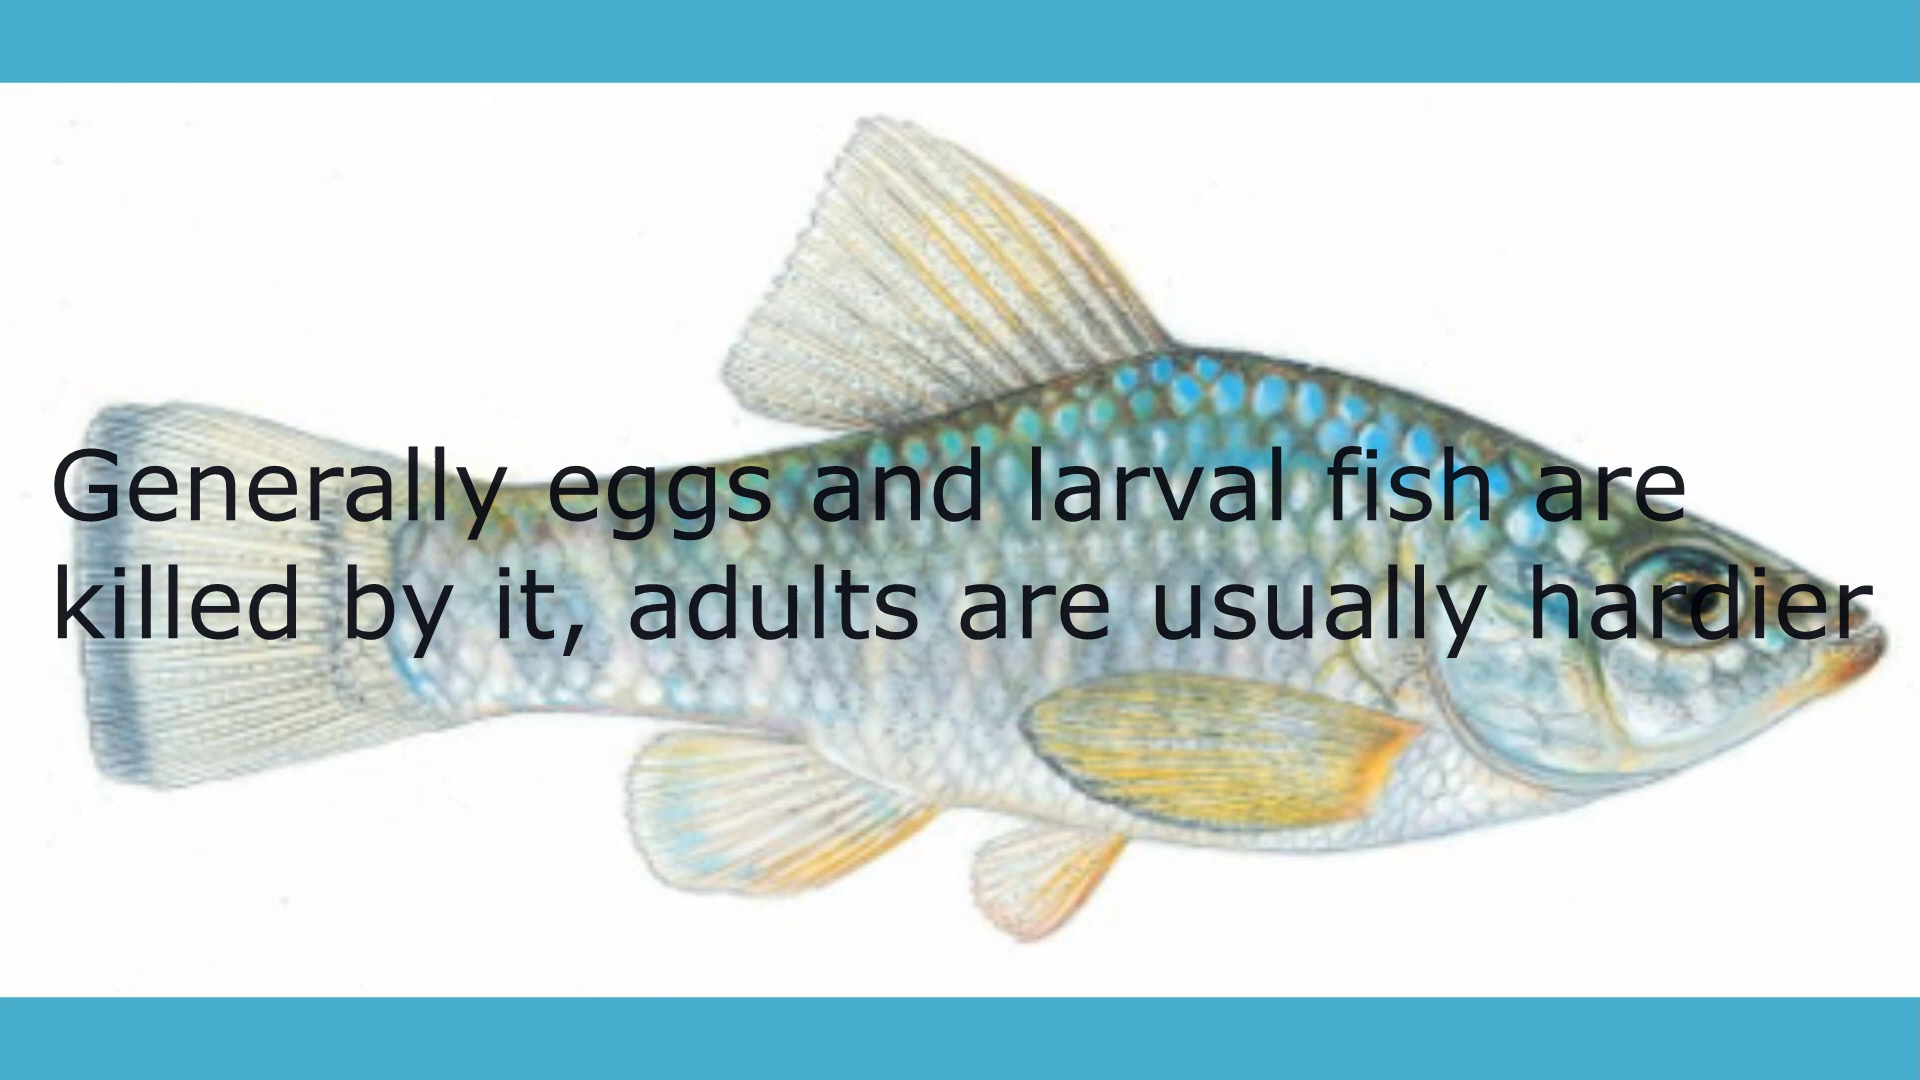 Generally eggs and larval fish are
killed by it, adults are usually hardier